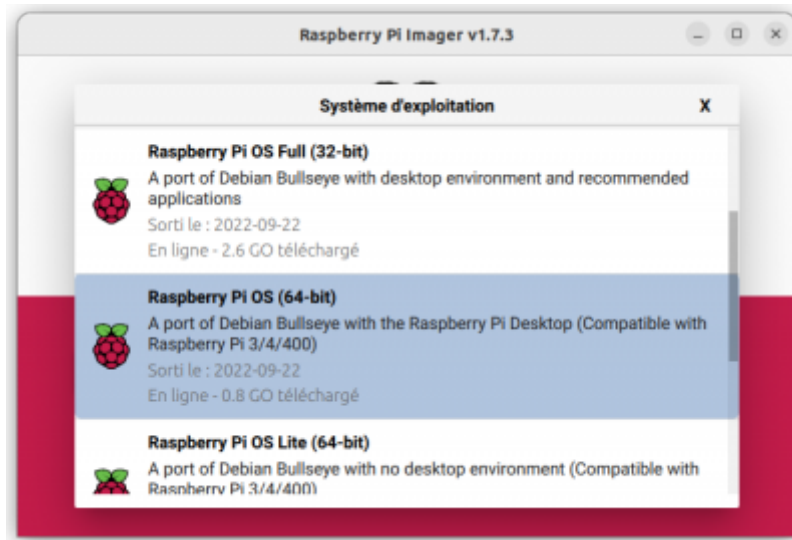 Raspberry Pi Imager v1.7.3
Système d'exploitation X
Raspberry Pi OS Full (32-bit)
A port of Debian Bullseye with desktop environment and recommended
applications
Sorti le : 2022-09-22
En ligne - 2.6 GO téléchargé
Raspberry Pi OS (64-bit)
A port of Debian Bullseye with the Raspberry Pi Desktop (Compatible with
Raspberry Pi 3/4/400)
Sorti le : 2022-09-22
En ligne - 0.8 GO téléchargé
Raspberry Pi OS Lite (64-bit)
A port of Debian Bullseye with no desktop environment (Compatible with
Raspberry Pi 3/4/400)